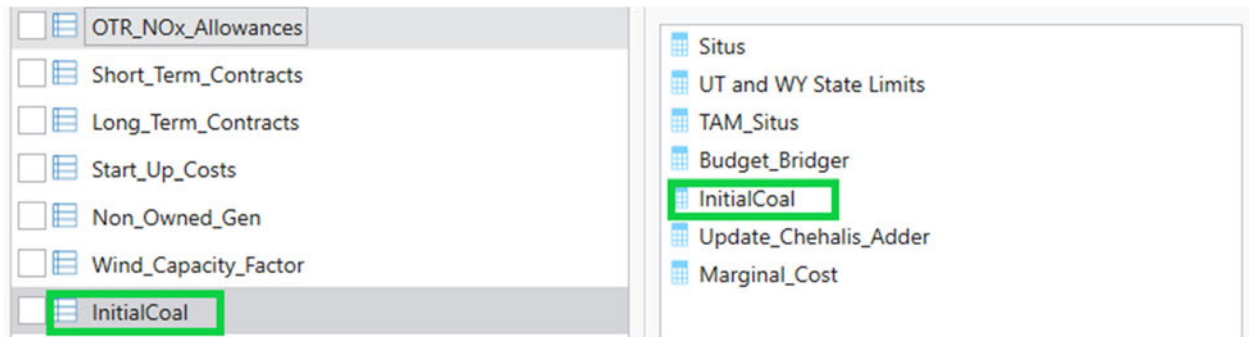 OTR_NOx_Allowances
Short_Term_Contracts
Long_Term_Contracts
Start_Up_Costs
Non_Owned_Gen
Wind_Capacity_Factor
InitialCoal
Situs
UT and WY State Limits
TAM_Situs
Budget_Bridger
InitialCoal
Update_Chehalis_Adder
Marginal_Cost